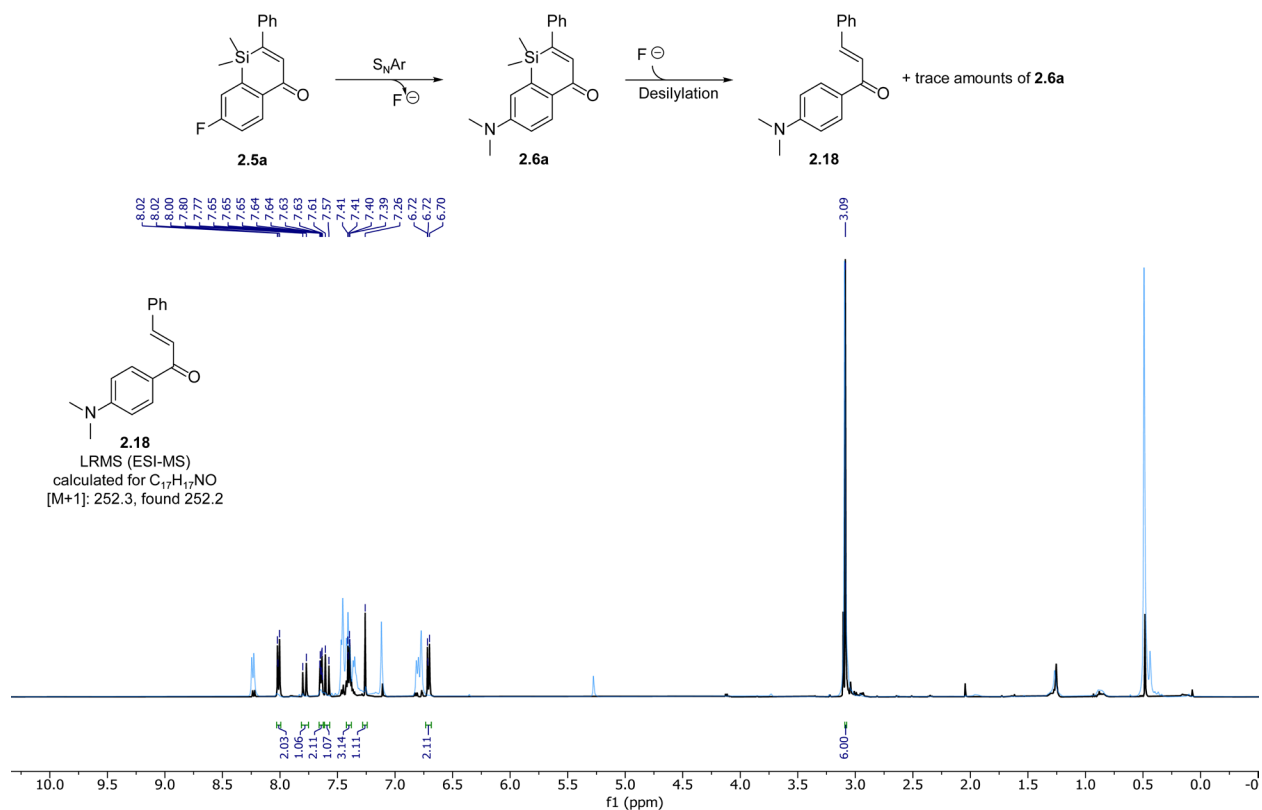 Ph
Si
O
F
2.5a
SNAr
F⊖
Ph
Si
O
N
2.6a
F⊖
Desilylation
Ph
O
N
2.18
+ trace amounts of 2.6a
8.02
8.02
8.00
7.80
7.77
7.65
7.65
7.65
7.64
7.64
7.63
7.63
7.61
7.57
7.41
7.41
7.40
7.39
7.26
6.72
6.72
6.70
3.09
Ph
O
N
2.18
LRMS (ESI-MS)
calculated for C₁₇H₁₇NO
[M+1]: 252.3, found 252.2
2.03
1.06
2.11
1.07
3.14
1.11
2.11
6.00
10.0 9.5 9.0 8.5 8.0 7.5 7.0 6.5 6.0 5.5 5.0 4.5 4.0 3.5 3.0 2.5 2.0 1.5 1.0 0.5 0.0 -0
f1 (ppm)